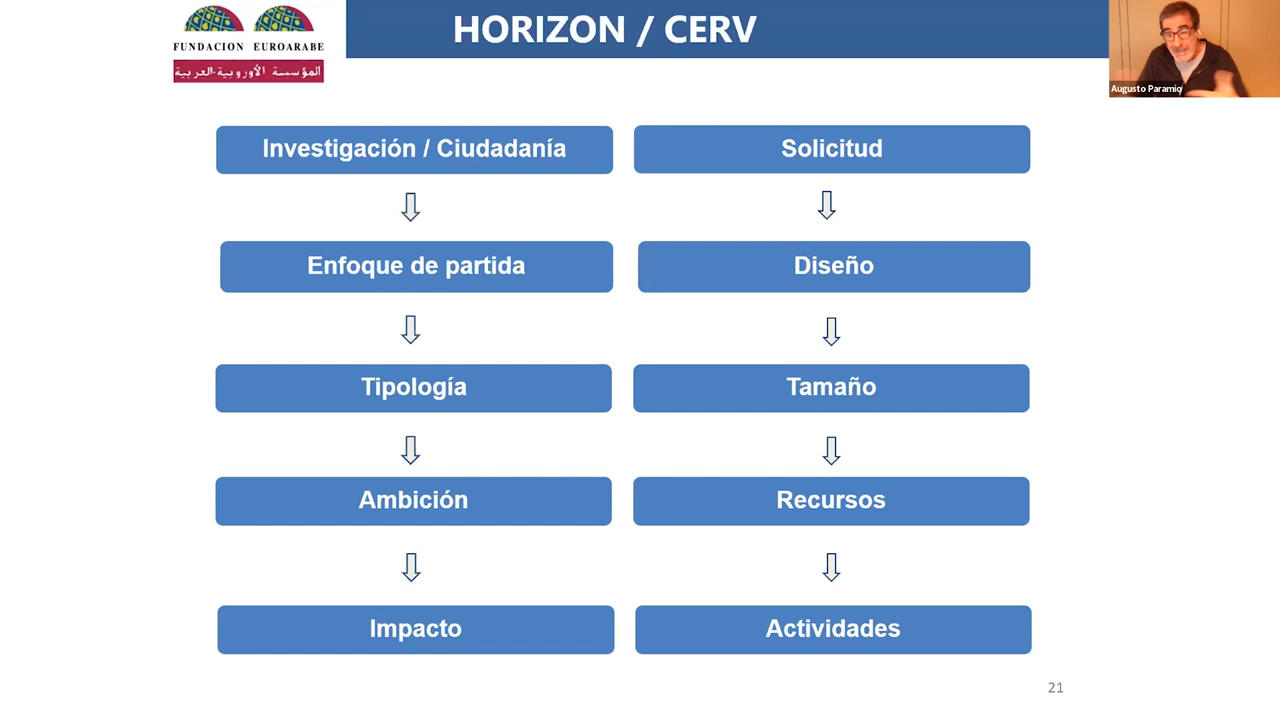 HORIZON / CERV
FUNDACION EUROARABE
المؤسسة الأوروبية-العربية
Augusto Paramio
Investigación / Ciudadanía
Solicitud
Enfoque de partida
Diseño
Tipología
Tamaño
Ambición
Recursos
Impacto
Actividades
21